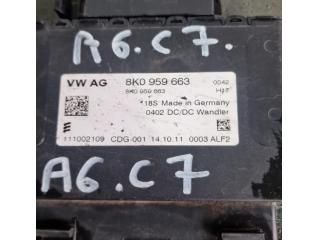 A6.C7.
VW AG 8K0 959 663 0042
8K0 959 663 H17
18S Made in Germany
0402 DC/DC Wandler
111002109 CDG-001 14.10.11 0003 ALF2
A6.C7